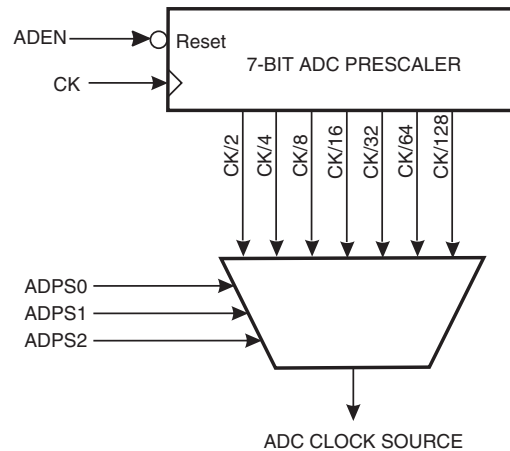 ADEN
Reset
7-BIT ADC PRESCALER
CK
CK/2
CK/4
CK/8
CK/16
CK/32
CK/64
CK/128
ADPS0
ADPS1
ADPS2
ADC CLOCK SOURCE